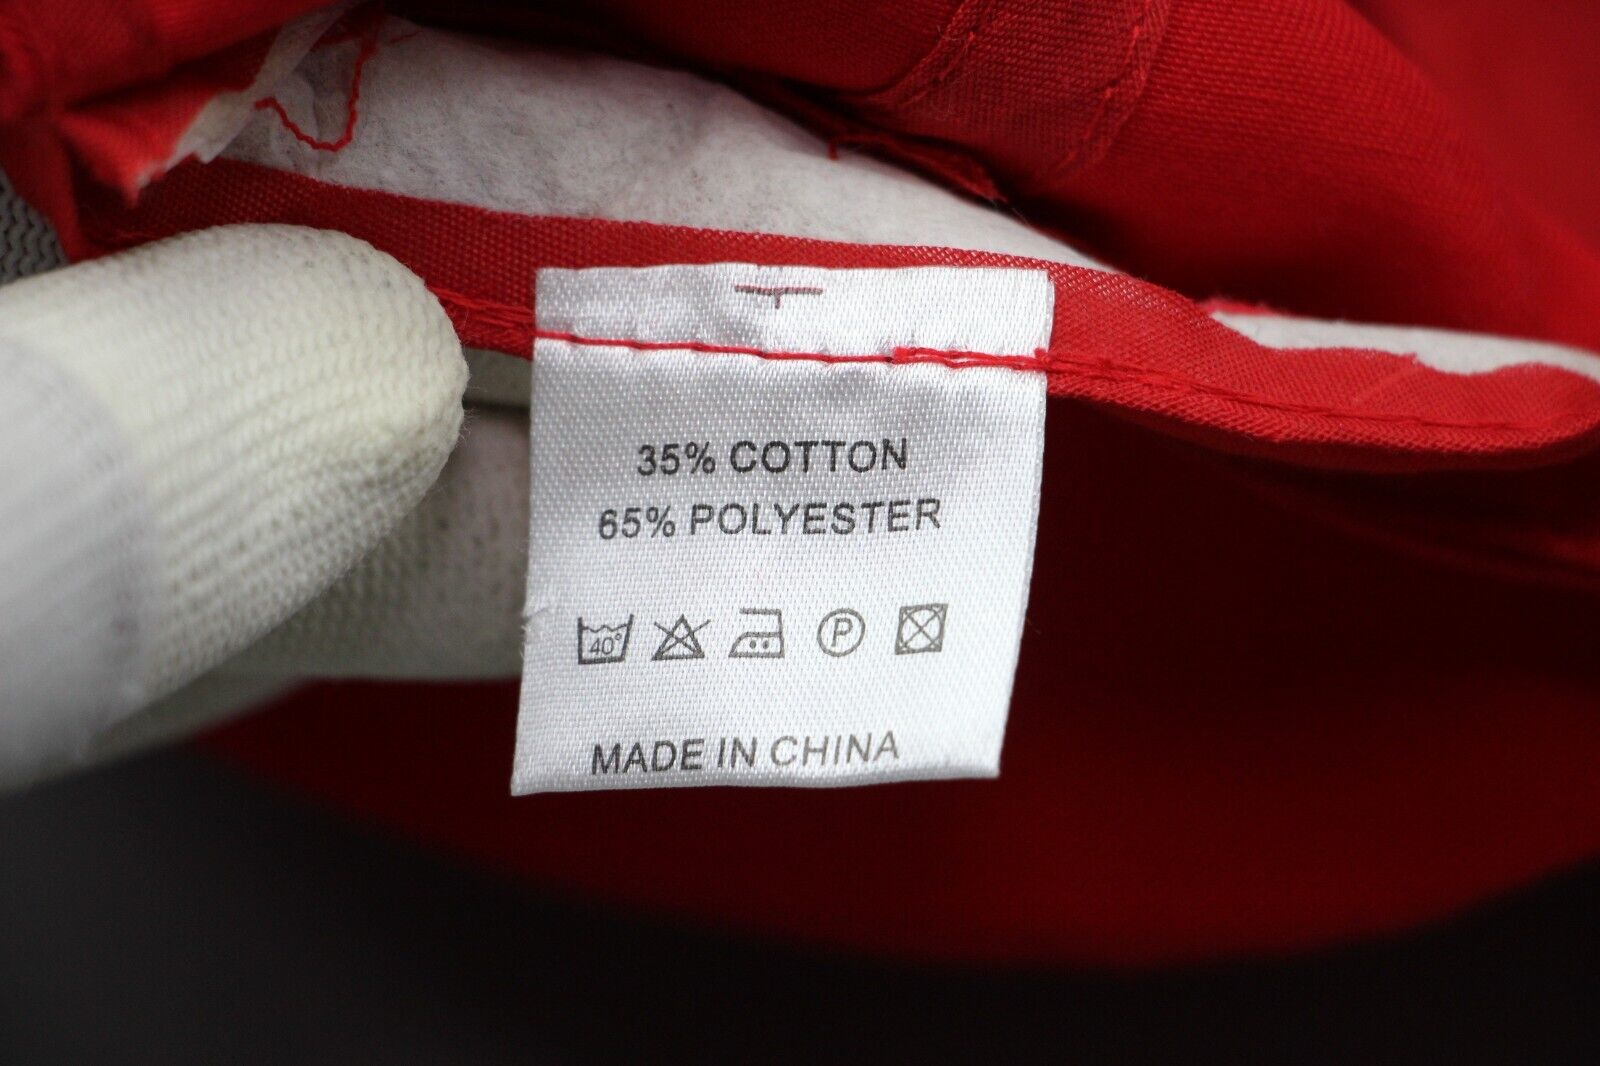 35% COTTON
65% POLYESTER
40° P
MADE IN CHINA